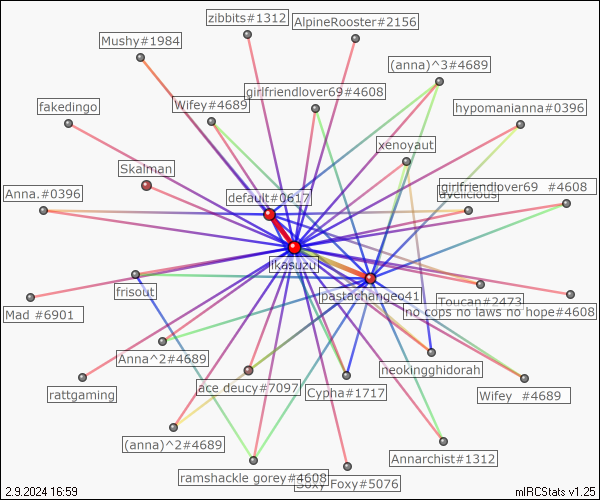 zibbits#1312
AlpineRooster#2156
Mushy#1984
(anna)^3#4689
girlfriendlover69#4608
Wifey#4689
fakedingo
hypomanianna#0396
xenoyaut
Skalman
girlfriendlover69 #4608
Anna.#0396
default#0617
dvelicious
ikasuzu
frisout
pastachangeo41
Toucan#2473
Mad #6901
no cops no laws no hope#4608
Anna^2#4689
neokingghidorah
rattgaming
ace deucy#7097
Cypha#1717
Wifey #4689
(anna)^2#4689
Annarchist#1312
ramshackle gorey#4608
Foxy#5076
2.9.2024 16:59
mIRCStats v1.25